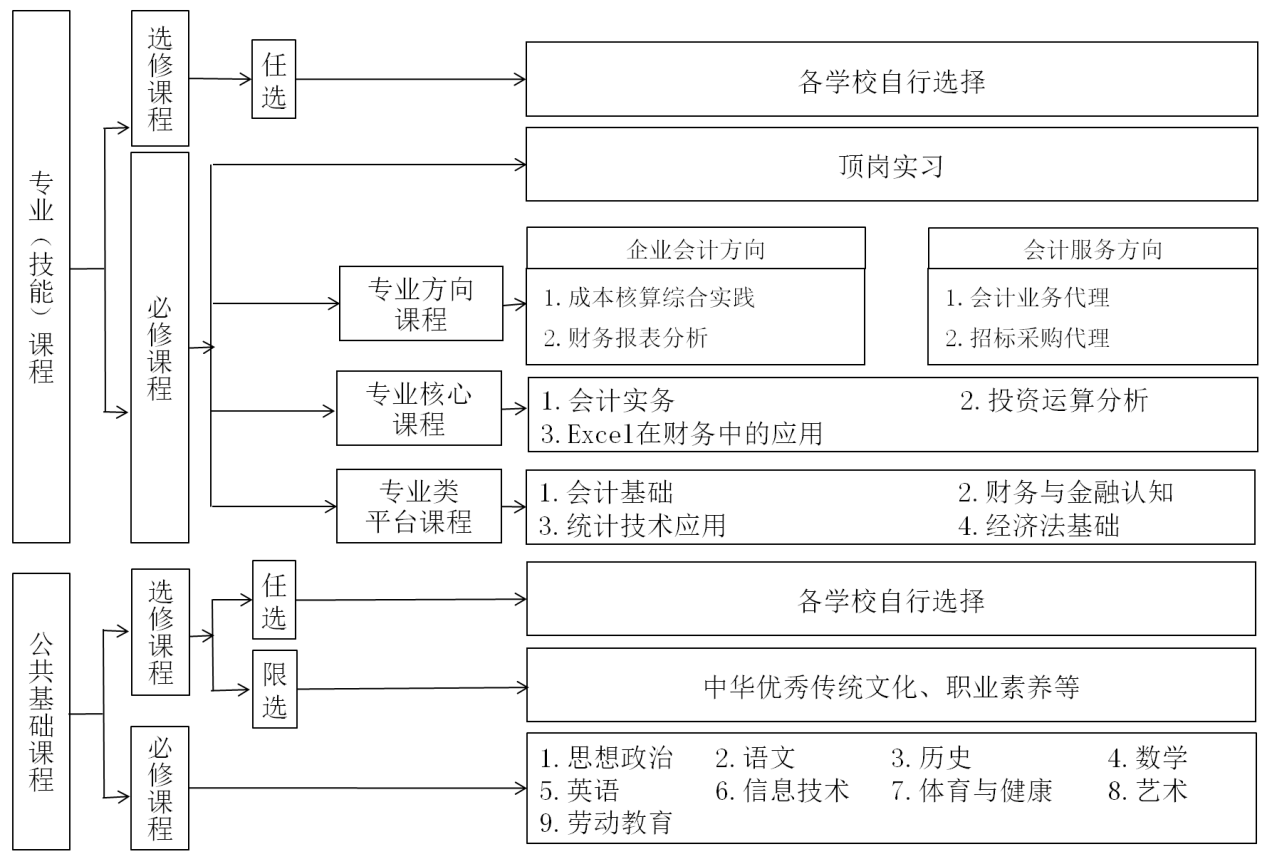 专业（技能）课程
选修课程
任选
各学校自行选择
必修课程
顶岗实习
专业方向
课程
企业会计方向
1. 成本核算综合实践
2. 财务报表分析
会计服务方向
1. 会计业务代理
2. 招标采购代理
专业核心
课程
1. 会计实务 2. 投资运算分析
3. Excel在财务中的应用
专业类
平台课程
1. 会计基础 2. 财务与金融认知
3. 统计技术应用 4. 经济法基础
公共基础课程
选修课程
任选
各学校自行选择
限选
中华优秀传统文化、职业素养等
必修课程
1. 思想政治 2. 语文 3. 历史 4. 数学
5. 英语 6. 信息技术 7. 体育与健康 8. 艺术
9. 劳动教育